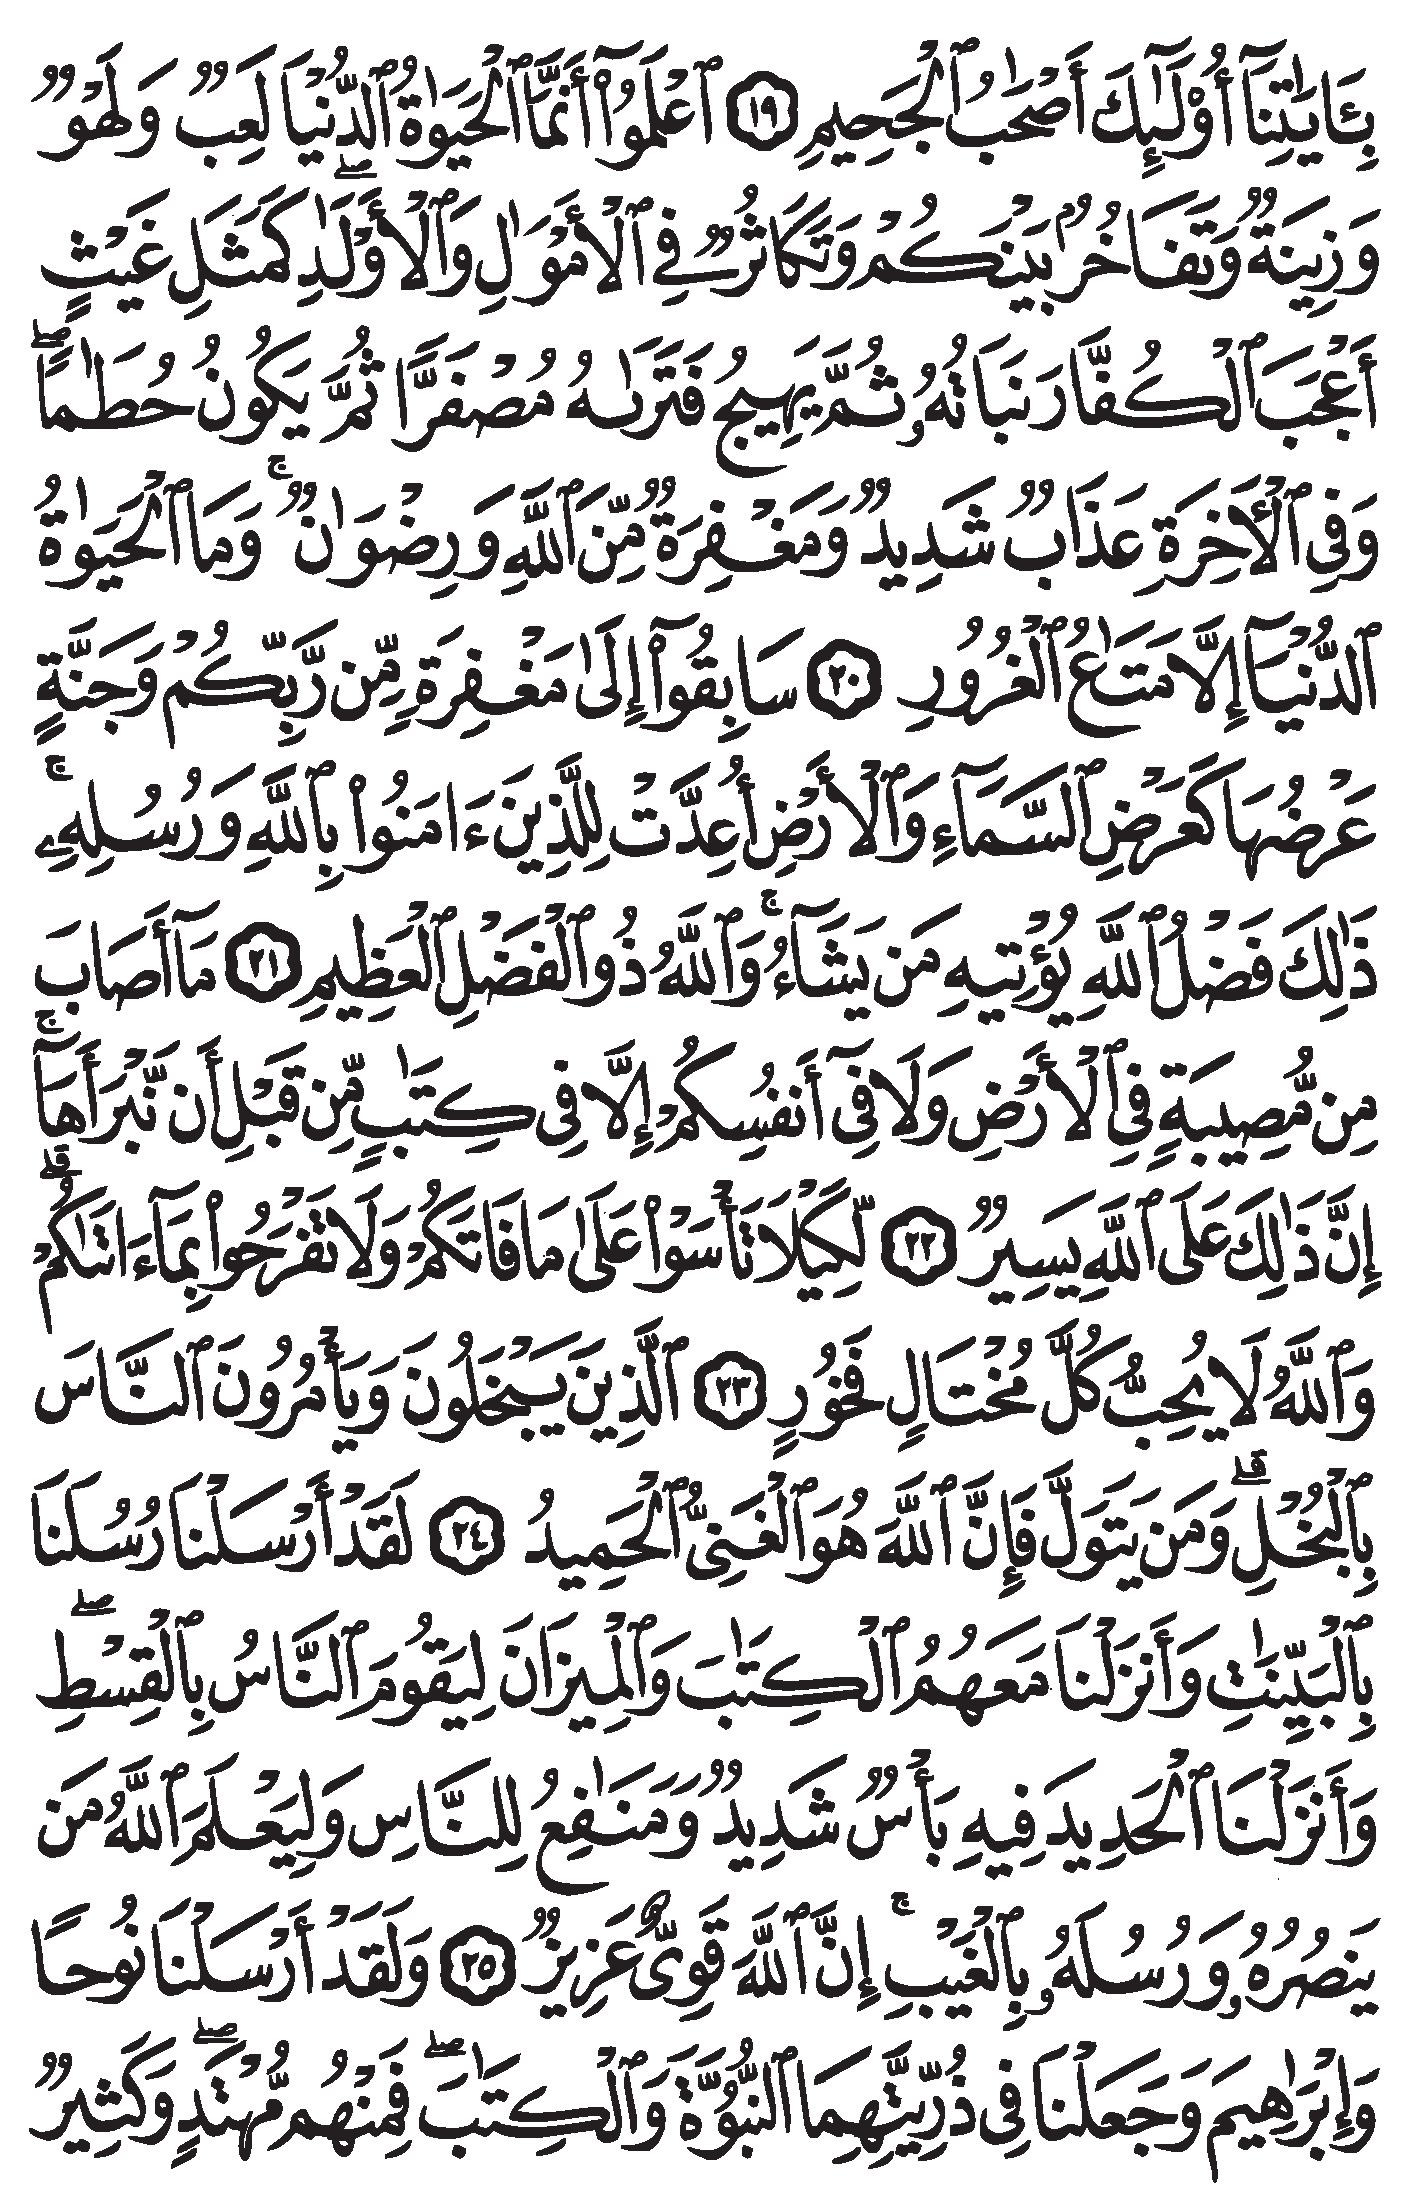 بِـَٔايَٰتِنَآ أُو۟لَٰٓئِكَ أَصْحَٰبُ ٱلْجَحِيمِ ١٩ ٱعْلَمُوٓا۟ أَنَّمَا ٱلْحَيَوٰةُ ٱلدُّنْيَا لَعِبٌ وَلَهْوٌ
وَزِينَةٌ وَتَفَاخُرٌۢ بَيْنَكُمْ وَتَكَاثُرٌ فِى ٱلْأَمْوَٰلِ وَٱلْأَوْلَٰدِ ۖ كَمَثَلِ غَيْثٍ
أَعْجَبَ ٱلْكُفَّارَ نَبَاتُهُۥ ثُمَّ يَهِيجُ فَتَرَىٰهُ مُصْفَرًّا ثُمَّ يَكُونُ حُطَٰمًا ۖ
وَفِى ٱلْأَخِرَةِ عَذَابٌ شَدِيدٌ وَمَغْفِرَةٌ مِّنَ ٱللَّهِ وَرِضْوَٰنٌ ۚ وَمَا ٱلْحَيَوٰةُ
ٱلدُّنْيَآ إِلَّا مَتَٰعُ ٱلْغُرُورِ ٢٠ سَابِقُوٓا۟ إِلَىٰ مَغْفِرَةٍ مِّن رَّبِّكُمْ وَجَنَّةٍ
عَرْضُهَا كَعَرْضِ ٱلسَّمَآءِ وَٱلْأَرْضِ أُعِدَّتْ لِلَّذِينَ ءَامَنُوا۟ بِٱللَّهِ وَرُسُلِهِۦ ۚ
ذَٰلِكَ فَضْلُ ٱللَّهِ يُؤْتِيهِ مَن يَشَآءُ ۚ وَٱللَّهُ ذُو ٱلْفَضْلِ ٱلْعَظِيمِ ٢١ مَآ أَصَابَ
مِن مُّصِيبَةٍ فِى ٱلْأَرْضِ وَلَا فِىٓ أَنفُسِكُمْ إِلَّا فِى كِتَٰبٍ مِّن قَبْلِ أَن نَّبْرَأَهَآ ۚ
إِنَّ ذَٰلِكَ عَلَى ٱللَّهِ يَسِيرٌ ٢٢ لِّكَيْلَا تَأْسَوْا۟ عَلَىٰ مَا فَاتَكُمْ وَلَا تَفْرَحُوا۟ بِمَآ ءَاتَىٰكُمْ ۗ
وَٱللَّهُ لَا يُحِبُّ كُلَّ مُخْتَالٍ فَخُورٍ ٢٣ ٱلَّذِينَ يَبْخَلُونَ وَيَأْمُرُونَ ٱلنَّاسَ
بِٱلْبُخْلِ ۗ وَمَن يَتَوَلَّ فَإِنَّ ٱللَّهَ هُوَ ٱلْغَنِىُّ ٱلْحَمِيدُ ٢٤ لَقَدْ أَرْسَلْنَا رُسُلَنَا
بِٱلْبَيِّنَٰتِ وَأَنزَلْنَا مَعَهُمُ ٱلْكِتَٰبَ وَٱلْمِيزَانَ لِيَقُومَ ٱلنَّاسُ بِٱلْقِسْطِ ۖ
وَأَنزَلْنَا ٱلْحَدِيدَ فِيهِ بَأْسٌ شَدِيدٌ وَمَنَٰفِعُ لِلنَّاسِ وَلِيَعْلَمَ ٱللَّهُ مَن
يَنصُرُهُۥ وَرُسُلَهُۥ بِٱلْغَيْبِ ۚ إِنَّ ٱللَّهَ قَوِىٌّ عَزِيزٌ ٢٥ وَلَقَدْ أَرْسَلْنَا نُوحًا
وَإِبْرَٰهِيمَ وَجَعَلْنَا فِى ذُرِّيَّتِهِمَا ٱلنُّبُوَّةَ وَٱلْكِتَٰبَ ۖ فَمِنْهُم مُّهْتَدٍ ۖ وَكَثِيرٌ